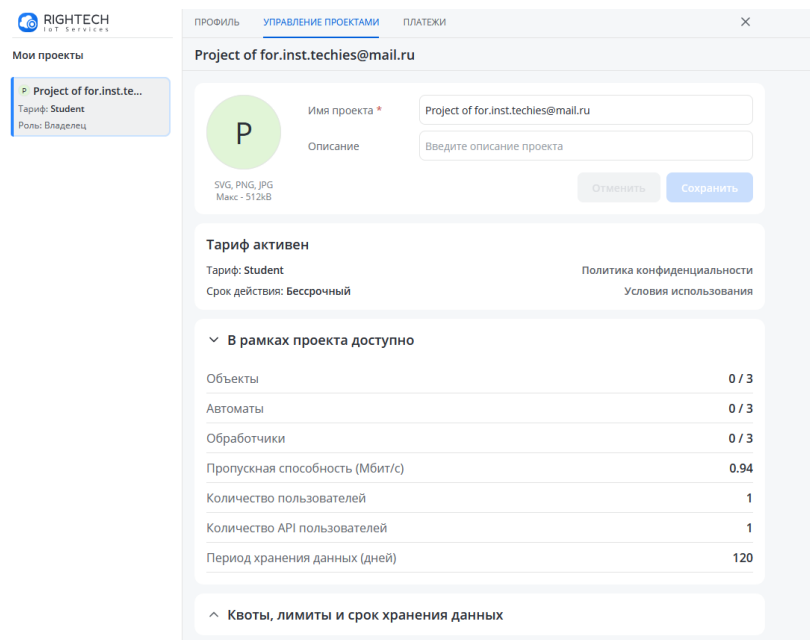 RIGHTECH
IoT Services
ПРОФИЛЬ
УПРАВЛЕНИЕ ПРОЕКТАМИ
ПЛАТЕЖИ
Мои проекты
Project of for.inst.techies@mail.ru
P
Project of for.inst.te...
Тариф: Student
Роль: Владелец
P
SVG, PNG, JPG
Макс - 512kB
Имя проекта *
Project of for.inst.techies@mail.ru
Описание
Введите описание проекта
Отменить
Сохранить
Тариф активен
Тариф: Student
Политика конфиденциальности
Срок действия: Бессрочный
Условия использования
В рамках проекта доступно
Объекты 0 / 3
Автоматы 0 / 3
Обработчики 0 / 3
Пропускная способность (Мбит/с) 0.94
Количество пользователей 1
Количество API пользователей 1
Период хранения данных (дней) 120
Квоты, лимиты и срок хранения данных